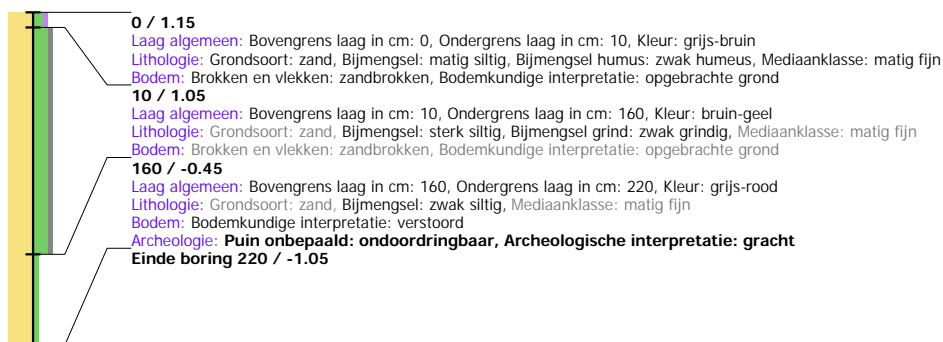 0 / 1.15
Laag algemeen: Bovengrens laag in cm: 0, Ondergrens laag in cm: 10, Kleur: grijs-bruin
Lithologie: Grondsoort: zand, Bijmengsel: matig siltig, Bijmengsel humus: zwak humeus, Mediaanklasse: matig fijn
Bodem: Brokken en vlekken: zandbrokken, Bodemkundige interpretatie: opgebrachte grond
10 / 1.05
Laag algemeen: Bovengrens laag in cm: 10, Ondergrens laag in cm: 160, Kleur: bruin-geel
Lithologie: Grondsoort: zand, Bijmengsel: sterk siltig, Bijmengsel grind: zwak grindig, Mediaanklasse: matig fijn
Bodem: Brokken en vlekken: zandbrokken, Bodemkundige interpretatie: opgebrachte grond
160 / -0.45
Laag algemeen: Bovengrens laag in cm: 160, Ondergrens laag in cm: 220, Kleur: grijs-rood
Lithologie: Grondsoort: zand, Bijmengsel: zwak siltig, Mediaanklasse: matig fijn
Bodem: Bodemkundige interpretatie: verstoord
Archeologie: Puin onbepaald: ondoordringbaar, Archeologische interpretatie: gracht
Einde boring 220 / -1.05